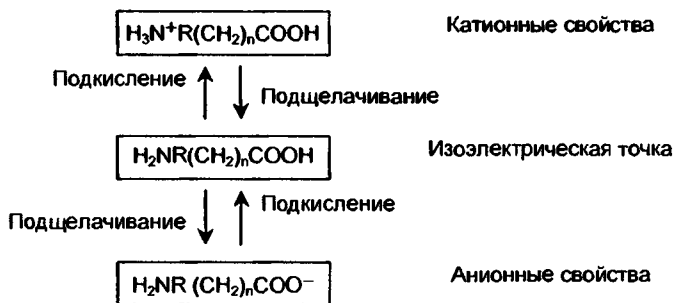 H₃N⁺R(CH₂)ₙCOOH Катионные свойства
Подкисление
Подщелачивание
H₂NR(CH₂)ₙCOOH Изоэлектрическая точка
Подщелачивание Подкисление
H₂NR (CH₂)ₙCOO⁻ Анионные свойства